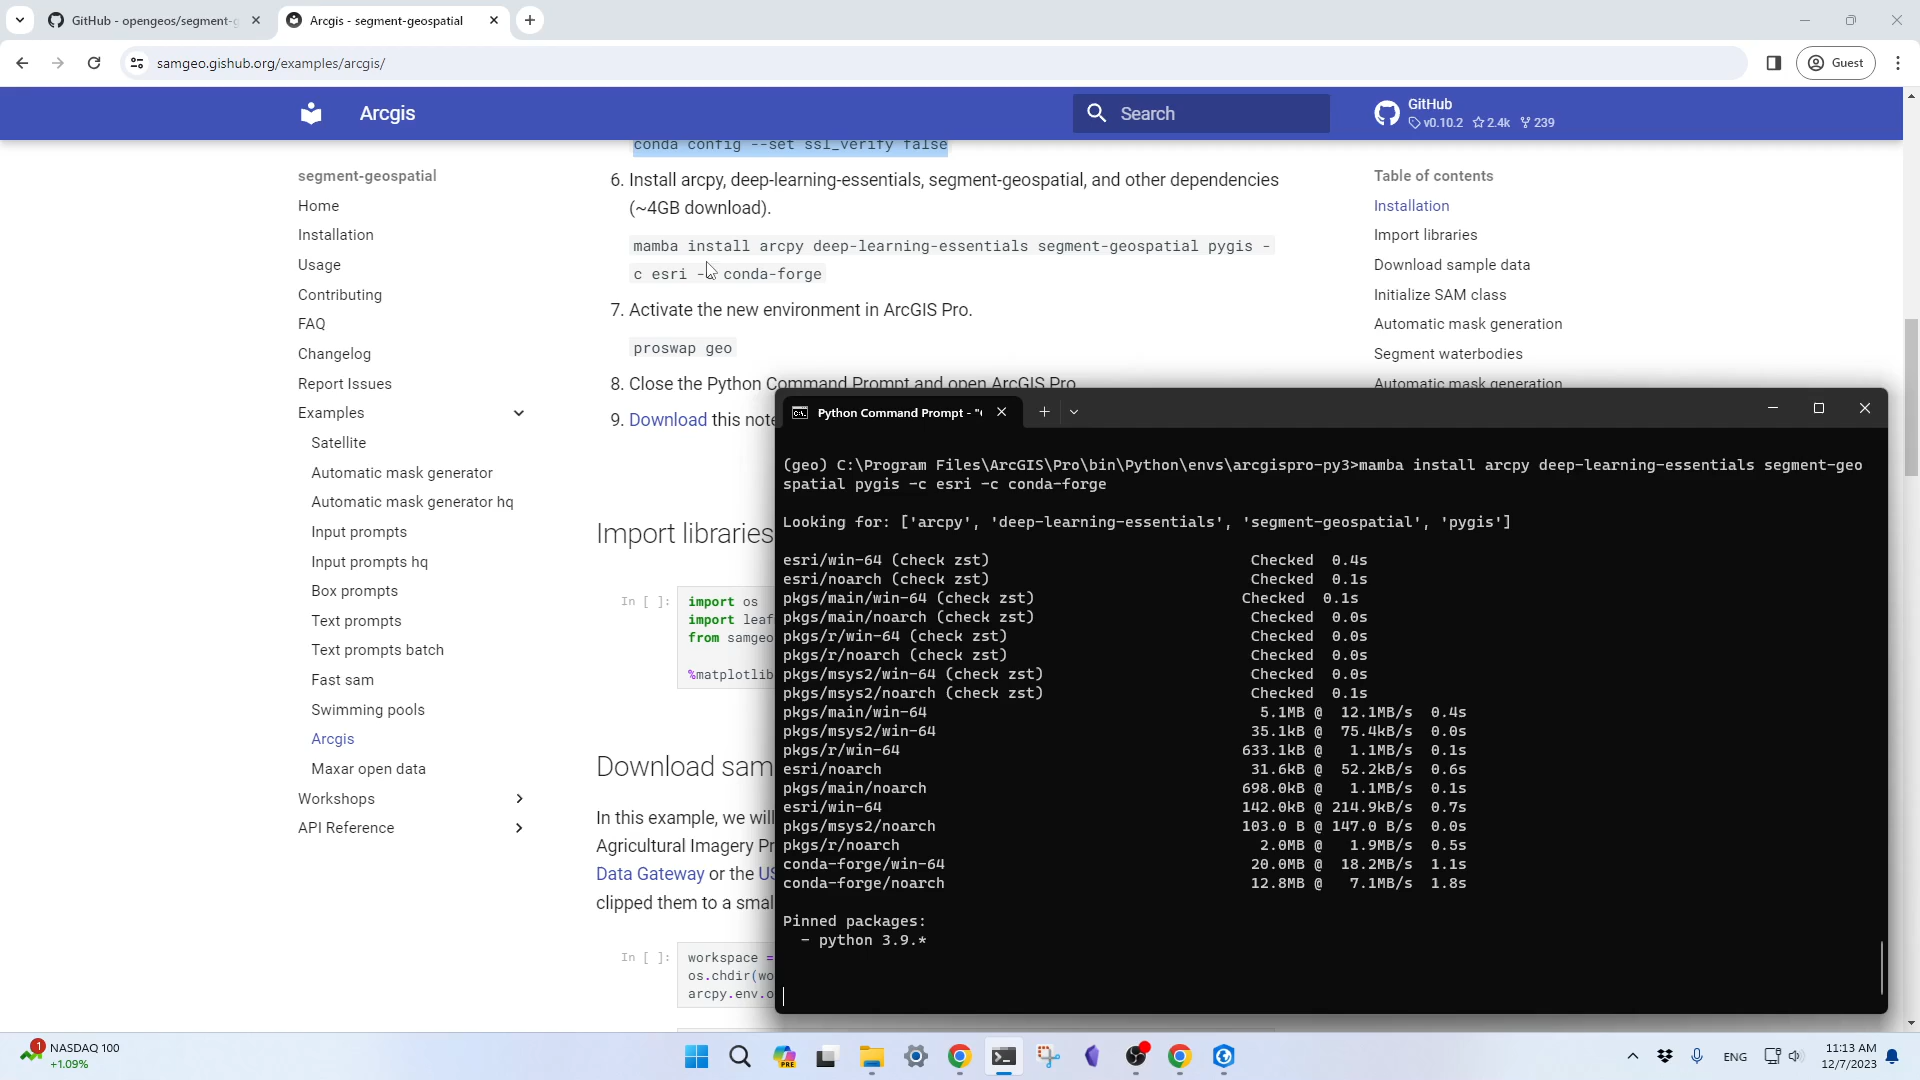 GitHub - opengeos/segment-g
Arcgis - segment-geospatial
samgeo.gishub.org/examples/arcgis/
Guest
Arcgis
Search
GitHub
v0.10.2 2.4k 239
segment-geospatial
Home
Installation
Usage
Contributing
FAQ
Changelog
Report Issues
Examples
Satellite
Automatic mask generator
Automatic mask generator hq
Input prompts
Input prompts hq
Box prompts
Text prompts
Text prompts batch
Fast sam
Swimming pools
Arcgis
Maxar open data
Workshops
API Reference
conda config --set ssl_verify false
6. Install arcpy, deep-learning-essentials, segment-geospatial, and other dependencies
(~4GB download).
mamba install arcpy deep-learning-essentials segment-geospatial pygis -
c esri - conda-forge
7. Activate the new environment in ArcGIS Pro.
proswap geo
8. Close the Python Command Prompt and open ArcGIS Pro
9. Download this note
Import libraries
In [ ]:
import os
import leaf
from samgeo
%matplotlib
Download sam
In this example, we will
Agricultural Imagery Pr
Data Gateway or the US
clipped them to a smal
In [ ]:
workspace =
os.chdir(wo
arcpy.env.o
Table of contents
Installation
Import libraries
Download sample data
Initialize SAM class
Automatic mask generation
Segment waterbodies
Automatic mask generation
Python Command Prompt - "
(geo) C:\Program Files\ArcGIS\Pro\bin\Python\envs\arcgispro-py3>mamba install arcpy deep-learning-essentials segment-geo
spatial pygis -c esri -c conda-forge
Looking for: ['arcpy', 'deep-learning-essentials', 'segment-geospatial', 'pygis']
esri/win-64 (check zst) Checked 0.4s
esri/noarch (check zst) Checked 0.1s
pkgs/main/win-64 (check zst) Checked 0.1s
pkgs/main/noarch (check zst) Checked 0.0s
pkgs/r/win-64 (check zst) Checked 0.0s
pkgs/r/noarch (check zst) Checked 0.0s
pkgs/msys2/win-64 (check zst) Checked 0.0s
pkgs/msys2/noarch (check zst) Checked 0.1s
pkgs/main/win-64 5.1MB @ 12.1MB/s 0.4s
pkgs/msys2/win-64 35.1kB @ 75.4kB/s 0.0s
pkgs/r/win-64 633.1kB @ 1.1MB/s 0.1s
esri/noarch 31.6kB @ 52.2kB/s 0.6s
pkgs/main/noarch 698.0kB @ 1.1MB/s 0.1s
esri/win-64 142.0kB @ 214.9kB/s 0.7s
pkgs/msys2/noarch 103.0 B @ 147.0 B/s 0.0s
pkgs/r/noarch 2.0MB @ 1.9MB/s 0.5s
conda-forge/win-64 20.0MB @ 18.2MB/s 1.1s
conda-forge/noarch 12.8MB @ 7.1MB/s 1.8s
Pinned packages:
- python 3.9.*
1
NASDAQ 100
+1.09%
PRE
ENG
11:13 AM
12/7/2023